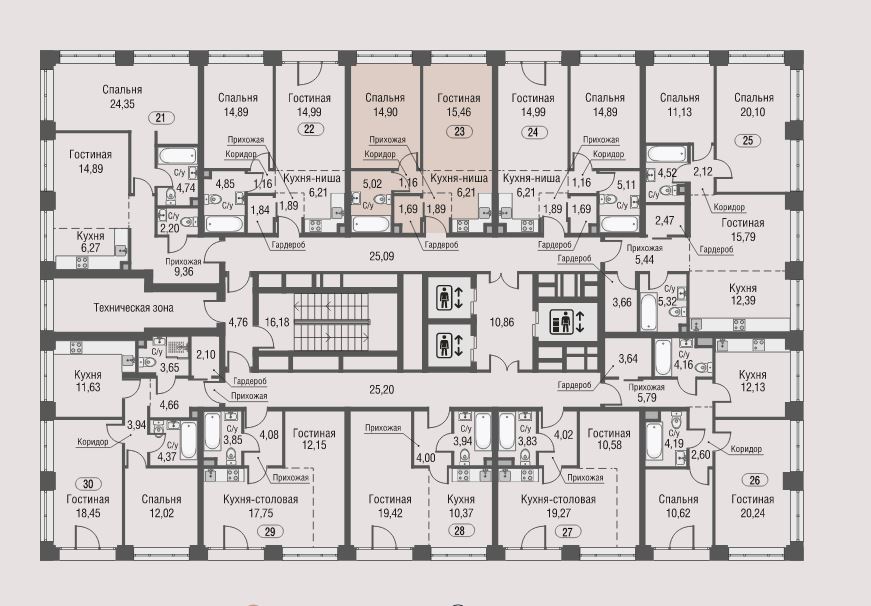 Спальня
24,35
21
Спальня
14,89
Гостиная
14,99
22
Спальня
14,90
Гостиная
15,46
23
Гостиная
14,99
24
Спальня
14,89
Спальня
11,13
Спальня
20,10
25
Гостиная
14,89
С/у
4,74
С/у
2,20
Кухня
6,27
Прихожая
9,36
Прихожая
Коридор
4,85
С/у
1,16
Кухня-ниша
6,21
1,84
1,89
Гардероб
Прихожая
Коридор
5,02
С/у
1,16
Кухня-ниша
6,21
1,69
1,89
Гардероб
Прихожая
Коридор
Кухня-ниша
6,21
1,16
5,11
С/у
1,89
1,69
Гардероб
4,52
С/у
2,12
Коридор
2,47
Гардероб
Гостиная
15,79
Прихожая
5,44
Гардероб
3,66
С/у
5,32
Кухня
12,39
25,09
Техническая зона
4,76
16,18
10,86
25,20
Кухня
11,63
С/у
3,65
2,10
Гардероб
Прихожая
4,66
3,94
Коридор
С/у
4,37
30
Гостиная
18,45
Спальня
12,02
С/у
3,85
4,08
Прихожая
Гостиная
12,15
Кухня-столовая
17,75
29
Прихожая
4,00
С/у
3,94
Гостиная
19,42
Кухня
10,37
28
С/у
3,83
4,02
Прихожая
Гостиная
10,58
Кухня-столовая
19,27
27
3,64
Гардероб
Прихожая
5,79
С/у
4,16
Кухня
12,13
С/у
4,19
2,60
Коридор
Спальня
10,62
26
Гостиная
20,24